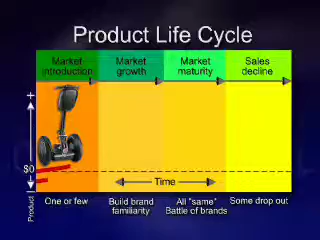 Product Life Cycle
Market introduction
Market growth
Market maturity
Sales decline
+
$0
Time
–
Product
One or few
Build brand familiarity
All "same" Battle of brands
Some drop out